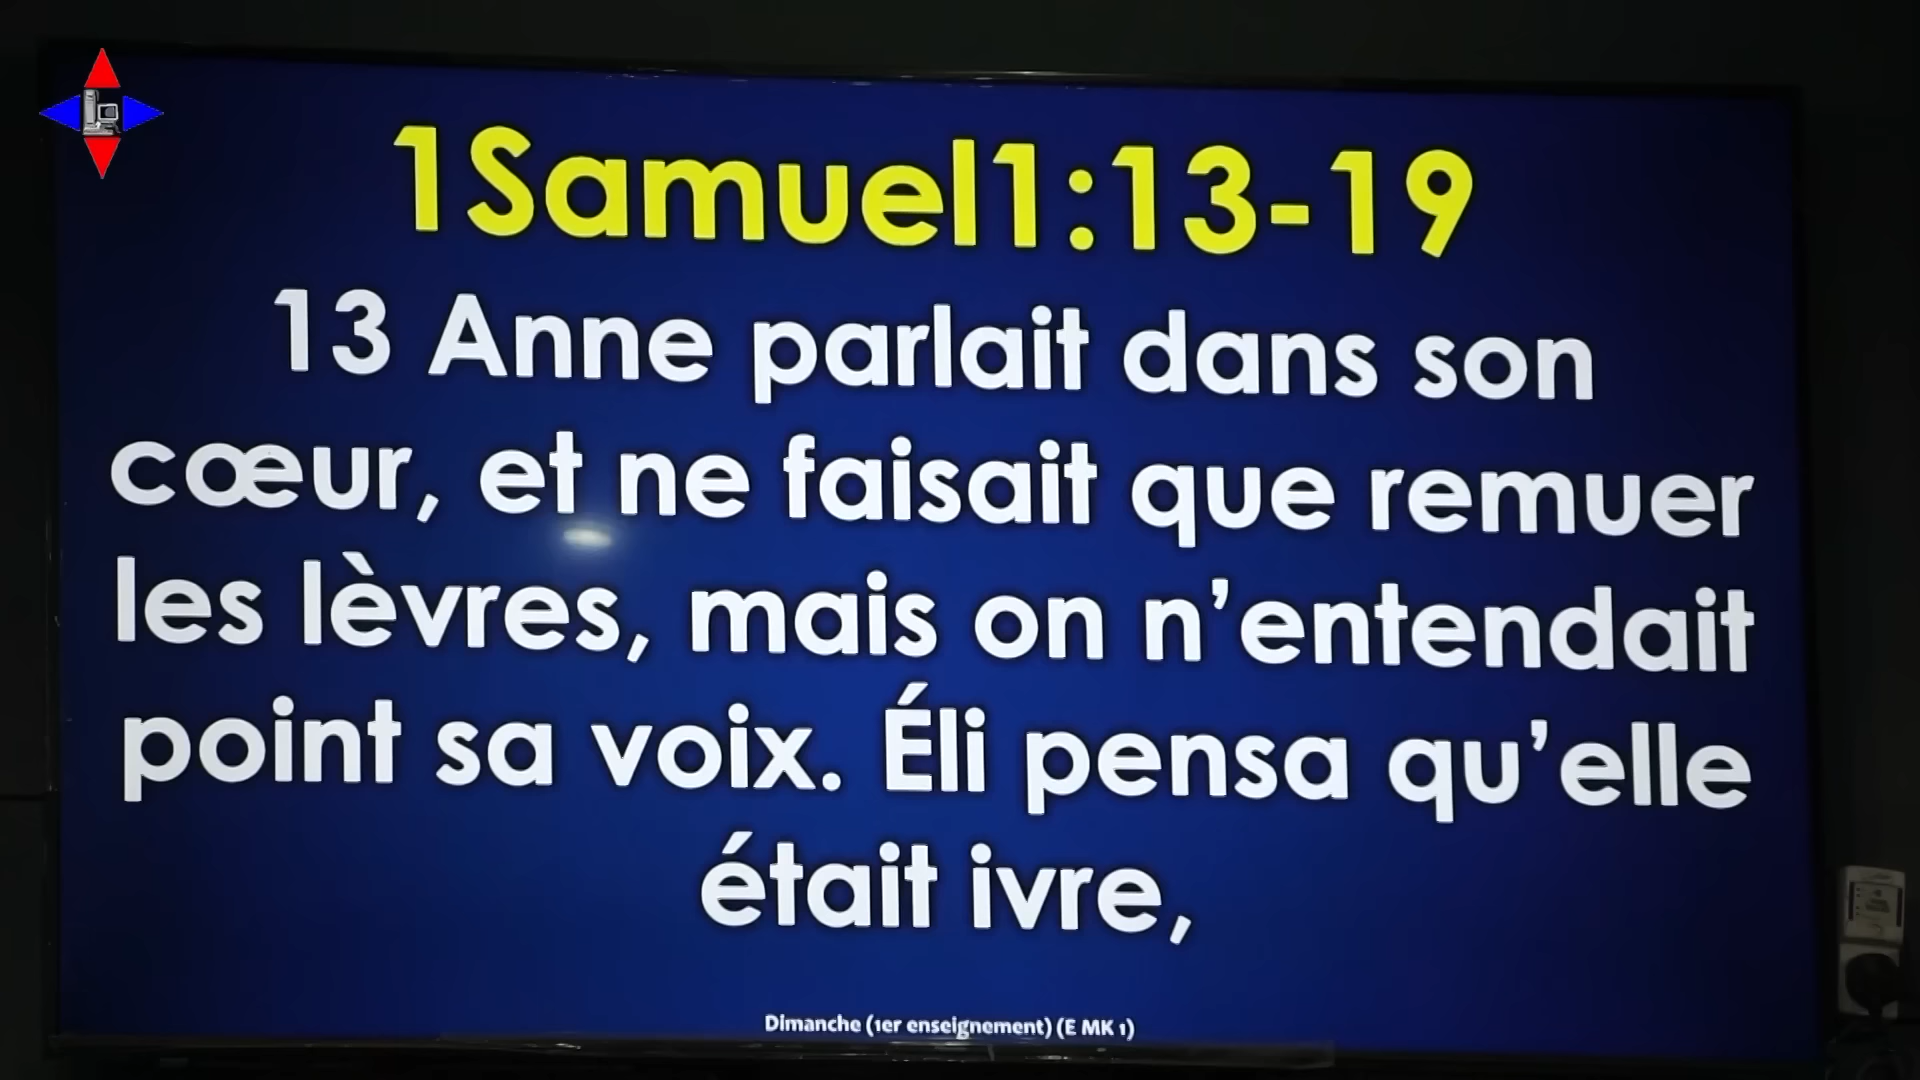 1Samuel1:13-19
13 Anne parlait dans son
cœur, et ne faisait que remuer
les lèvres, mais on n’entendait
point sa voix. Éli pensa qu’elle
était ivre,
Dimanche (1er enseignement) (E MK 1)